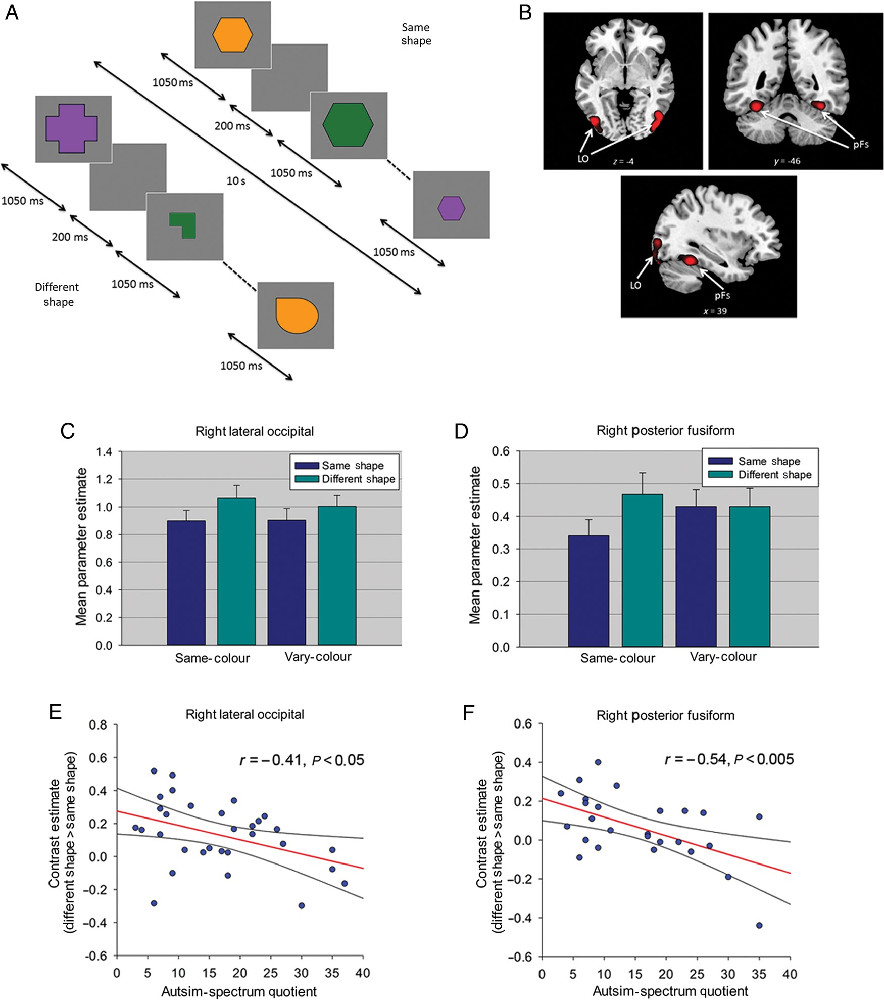 A
Same
shape
1050 ms
200 ms
1050 ms
10 s
1050 ms
1050 ms
200 ms
1050 ms
Different
shape
1050 ms
B
LO
z = -4
pFs
y = -46
LO
pFs
x = 39
C
Right lateral occipital
Mean parameter estimate
1.4
1.2
1.0
0.8
0.6
0.4
0.2
0.0
Same shape
Different shape
Same-colour
Vary-colour
D
Right posterior fusiform
Mean parameter estimate
0.6
0.5
0.4
0.3
0.2
0.1
0.0
Same shape
Different shape
Same-colour
Vary-colour
E
Right lateral occipital
Contrast estimate
(different shape > same shape)
0.8
0.6
0.4
0.2
0.0
−0.2
−0.4
-0.6
r = − 0.41, P < 0.05
0 5 10 15 20 25 30 35 40
Autsim-spectrum quotient
F
Right posterior fusiform
Contrast estimate
(different shape > same shape)
0.6
0.4
0.2
0.0
−0.2
−0.4
−0.6
r = − 0.54, P < 0.005
0 5 10 15 20 25 30 35 40
Autsim-spectrum quotient